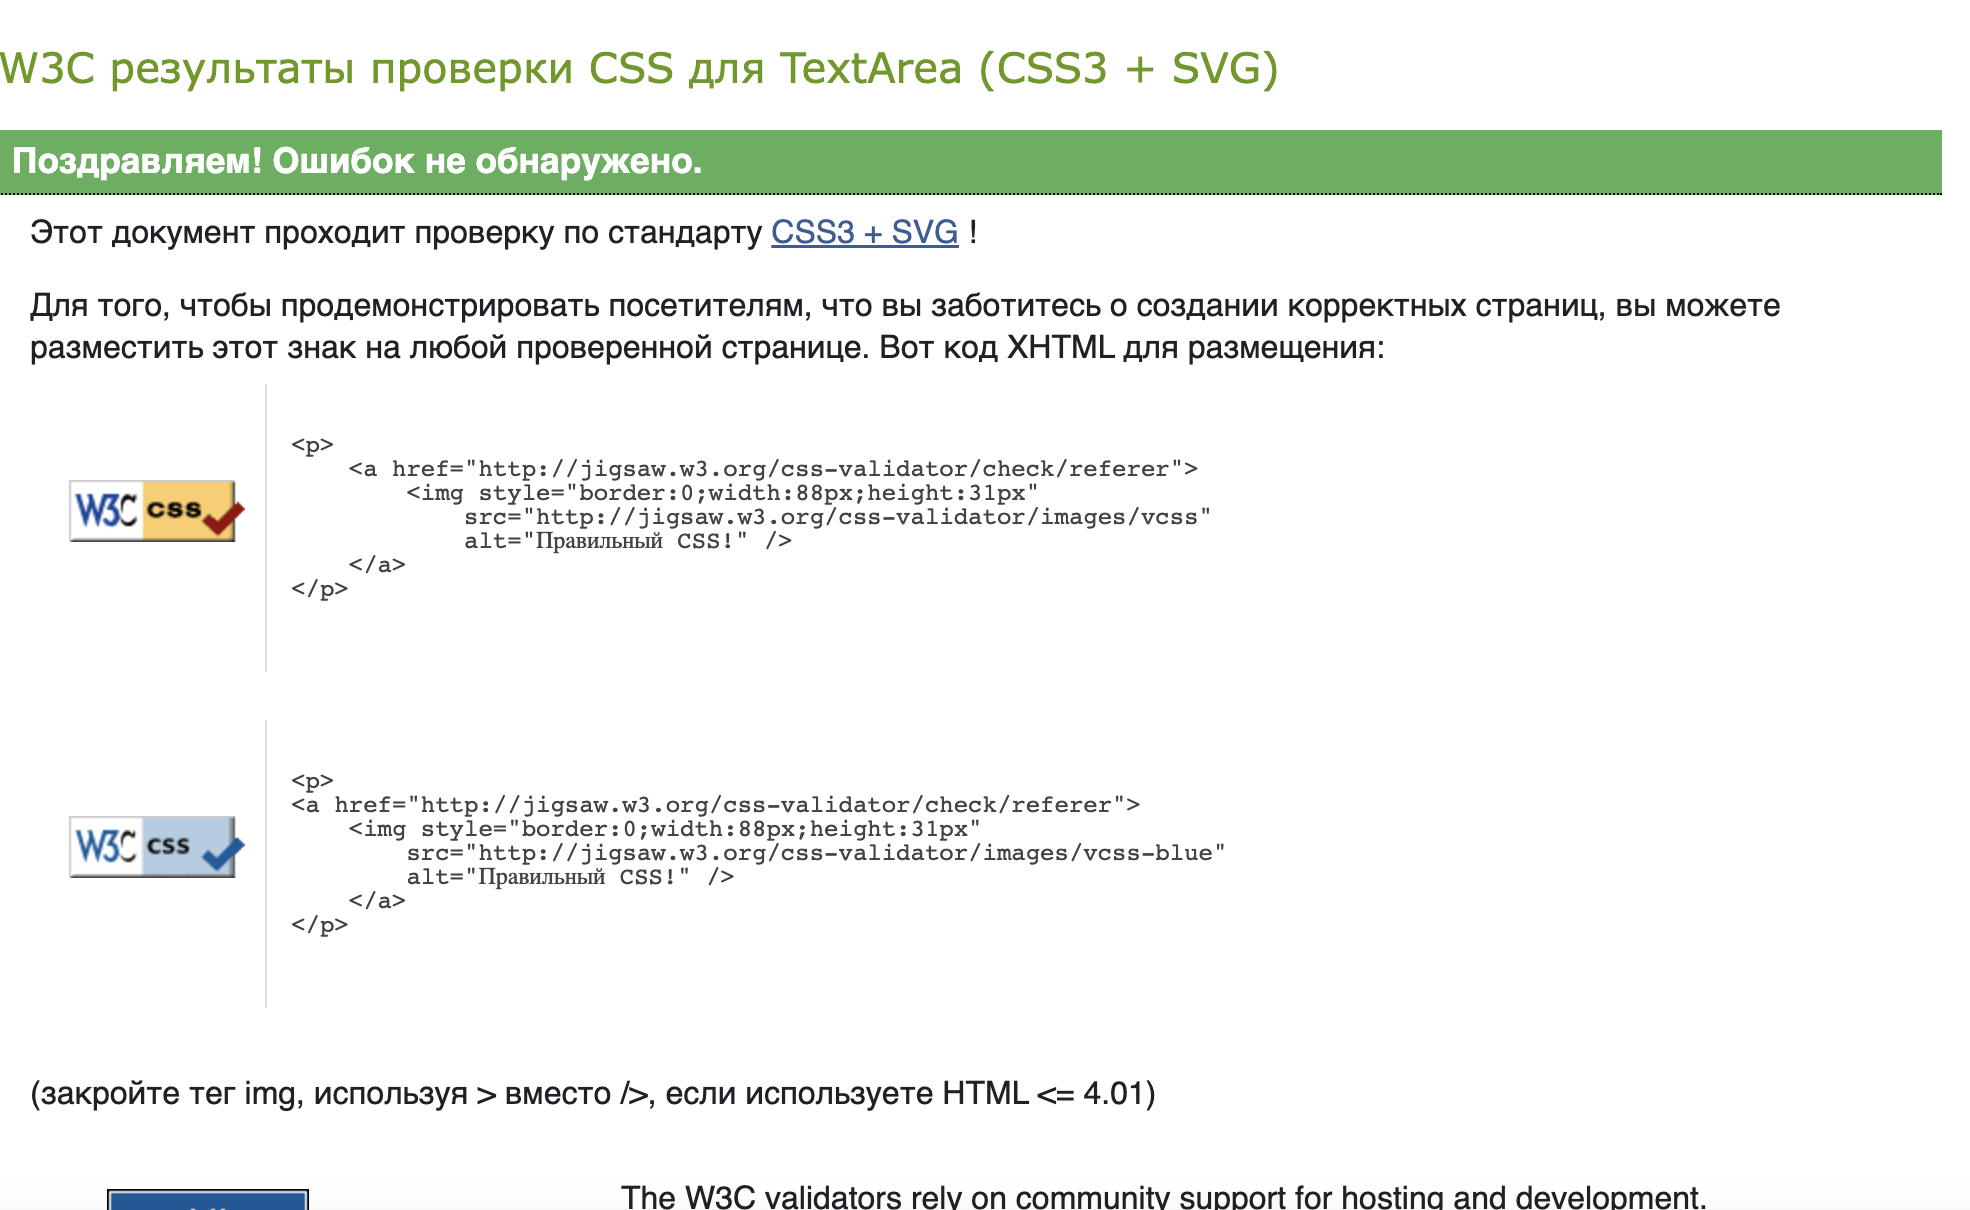 W3C результаты проверки CSS для TextArea (CSS3 + SVG)
Поздравляем! Ошибок не обнаружено.
Этот документ проходит проверку по стандарту CSS3 + SVG !
Для того, чтобы продемонстрировать посетителям, что вы заботитесь о создании корректных страниц, вы можете
разместить этот знак на любой проверенной странице. Вот код XHTML для размещения:
W3C css
<p>
    <a href="http://jigsaw.w3.org/css-validator/check/referer">
        <img style="border:0;width:88px;height:31px"
            src="http://jigsaw.w3.org/css-validator/images/vcss"
            alt="Правильный CSS!" />
    </a>
</p>
W3C css
<p>
<a href="http://jigsaw.w3.org/css-validator/check/referer">
    <img style="border:0;width:88px;height:31px"
        src="http://jigsaw.w3.org/css-validator/images/vcss-blue"
        alt="Правильный CSS!" />
    </a>
</p>
(закройте тег img, используя > вместо />, если используете HTML <= 4.01)
The W3C validators rely on community support for hosting and development.